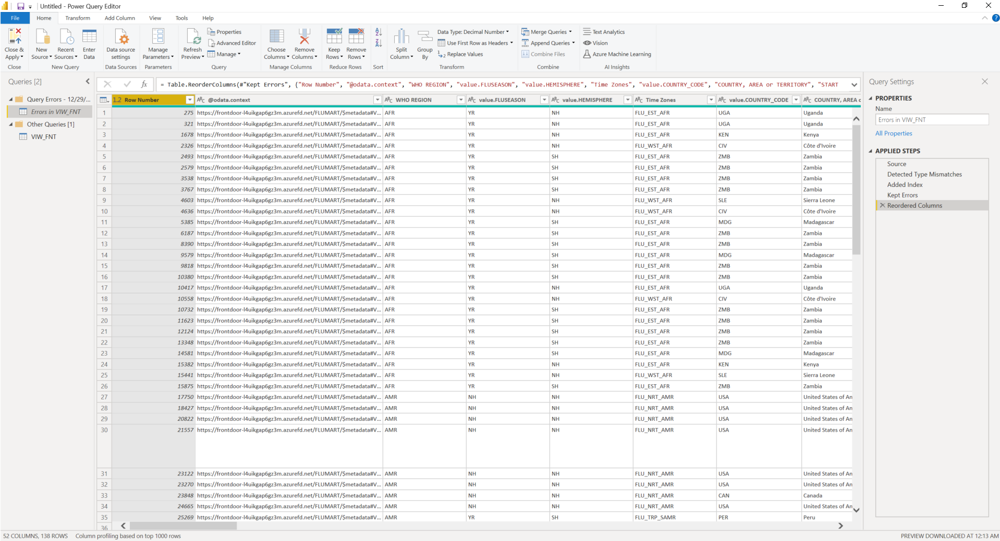 Untitled - Power Query Editor
File Home Transform Add Column View Tools Help
Close & Apply New Source Recent Sources Enter Data Data source settings Manage Parameters Refresh Preview Properties Advanced Editor Manage Choose Columns Remove Columns Keep Rows Remove Rows Split Column Group By Data Type: Decimal Number Use First Row as Headers Replace Values Merge Queries Append Queries Combine Files Text Analytics Vision Azure Machine Learning
Close New Query Data Sources Parameters Query Manage Columns Reduce Rows Sort Transform Combine AI Insights
Queries [2]
Query Errors - 12/29/...
Errors in VIW_FNT
Other Queries [1]
VIW_FNT
fx = Table.ReorderColumns(#"Kept Errors", {"Row Number", "@odata.context", "WHO REGION", "value.FLUSEASON", "value.HEMISPHERE", "Time Zones", "value.COUNTRY_CODE", "COUNTRY, AREA or TERRITORY", "START
1.2 Row Number ABC @odata.context ABC WHO REGION ABC value.FLUSEASON ABC value.HEMISPHERE ABC Time Zones ABC value.COUNTRY_CODE ABC COUNTRY, AREA
1 275 https://frontdoor-l4uikgap6gz3m.azurefd.net/FLUMART/$metadata#V... AFR YR NH FLU_EST_AFR UGA Uganda
2 321 https://frontdoor-l4uikgap6gz3m.azurefd.net/FLUMART/$metadata#V... AFR YR NH FLU_EST_AFR UGA Uganda
3 1678 https://frontdoor-l4uikgap6gz3m.azurefd.net/FLUMART/$metadata#V... AFR YR NH FLU_EST_AFR KEN Kenya
4 2326 https://frontdoor-l4uikgap6gz3m.azurefd.net/FLUMART/$metadata#V... AFR YR NH FLU_WST_AFR CIV Côte d'Ivoire
5 2493 https://frontdoor-l4uikgap6gz3m.azurefd.net/FLUMART/$metadata#V... AFR YR SH FLU_EST_AFR ZMB Zambia
6 2579 https://frontdoor-l4uikgap6gz3m.azurefd.net/FLUMART/$metadata#V... AFR YR SH FLU_EST_AFR ZMB Zambia
7 3538 https://frontdoor-l4uikgap6gz3m.azurefd.net/FLUMART/$metadata#V... AFR YR SH FLU_EST_AFR ZMB Zambia
8 3767 https://frontdoor-l4uikgap6gz3m.azurefd.net/FLUMART/$metadata#V... AFR YR SH FLU_EST_AFR ZMB Zambia
9 4603 https://frontdoor-l4uikgap6gz3m.azurefd.net/FLUMART/$metadata#V... AFR YR NH FLU_WST_AFR SLE Sierra Leone
10 4636 https://frontdoor-l4uikgap6gz3m.azurefd.net/FLUMART/$metadata#V... AFR YR NH FLU_WST_AFR CIV Côte d'Ivoire
11 5385 https://frontdoor-l4uikgap6gz3m.azurefd.net/FLUMART/$metadata#V... AFR YR SH FLU_EST_AFR MDG Madagascar
12 6187 https://frontdoor-l4uikgap6gz3m.azurefd.net/FLUMART/$metadata#V... AFR YR SH FLU_EST_AFR ZMB Zambia
13 8390 https://frontdoor-l4uikgap6gz3m.azurefd.net/FLUMART/$metadata#V... AFR YR SH FLU_EST_AFR ZMB Zambia
14 9579 https://frontdoor-l4uikgap6gz3m.azurefd.net/FLUMART/$metadata#V... AFR YR SH FLU_EST_AFR MDG Madagascar
15 9818 https://frontdoor-l4uikgap6gz3m.azurefd.net/FLUMART/$metadata#V... AFR YR SH FLU_EST_AFR ZMB Zambia
16 10380 https://frontdoor-l4uikgap6gz3m.azurefd.net/FLUMART/$metadata#V... AFR YR SH FLU_EST_AFR ZMB Zambia
17 10417 https://frontdoor-l4uikgap6gz3m.azurefd.net/FLUMART/$metadata#V... AFR YR NH FLU_EST_AFR UGA Uganda
18 10558 https://frontdoor-l4uikgap6gz3m.azurefd.net/FLUMART/$metadata#V... AFR YR NH FLU_WST_AFR CIV Côte d'Ivoire
19 10732 https://frontdoor-l4uikgap6gz3m.azurefd.net/FLUMART/$metadata#V... AFR YR SH FLU_EST_AFR ZMB Zambia
20 11623 https://frontdoor-l4uikgap6gz3m.azurefd.net/FLUMART/$metadata#V... AFR YR SH FLU_EST_AFR ZMB Zambia
21 12124 https://frontdoor-l4uikgap6gz3m.azurefd.net/FLUMART/$metadata#V... AFR YR SH FLU_EST_AFR ZMB Zambia
22 13348 https://frontdoor-l4uikgap6gz3m.azurefd.net/FLUMART/$metadata#V... AFR YR SH FLU_EST_AFR ZMB Zambia
23 14581 https://frontdoor-l4uikgap6gz3m.azurefd.net/FLUMART/$metadata#V... AFR YR SH FLU_EST_AFR MDG Madagascar
24 15382 https://frontdoor-l4uikgap6gz3m.azurefd.net/FLUMART/$metadata#V... AFR YR NH FLU_EST_AFR KEN Kenya
25 15441 https://frontdoor-l4uikgap6gz3m.azurefd.net/FLUMART/$metadata#V... AFR YR NH FLU_WST_AFR SLE Sierra Leone
26 15875 https://frontdoor-l4uikgap6gz3m.azurefd.net/FLUMART/$metadata#V... AFR YR SH FLU_EST_AFR ZMB Zambia
27 17750 https://frontdoor-l4uikgap6gz3m.azurefd.net/FLUMART/$metadata#V... AMR NH NH FLU_NRT_AMR USA United States of Am
28 18427 https://frontdoor-l4uikgap6gz3m.azurefd.net/FLUMART/$metadata#V... AMR NH NH FLU_NRT_AMR USA United States of Am
29 20822 https://frontdoor-l4uikgap6gz3m.azurefd.net/FLUMART/$metadata#V... AMR NH NH FLU_NRT_AMR USA United States of Am
30 21557 https://frontdoor-l4uikgap6gz3m.azurefd.net/FLUMART/$metadata#V... AMR NH NH FLU_NRT_AMR USA United States of Am
31 23122 https://frontdoor-l4uikgap6gz3m.azurefd.net/FLUMART/$metadata#V... AMR NH NH FLU_NRT_AMR USA United States of Am
32 23270 https://frontdoor-l4uikgap6gz3m.azurefd.net/FLUMART/$metadata#V... AMR NH NH FLU_NRT_AMR USA United States of Am
33 23848 https://frontdoor-l4uikgap6gz3m.azurefd.net/FLUMART/$metadata#V... AMR NH NH FLU_NRT_AMR CAN Canada
34 24665 https://frontdoor-l4uikgap6gz3m.azurefd.net/FLUMART/$metadata#V... AMR NH NH FLU_NRT_AMR USA United States of Am
35 25269 https://frontdoor-l4uikgap6gz3m.azurefd.net/FLUMART/$metadata#V... AMR YR SH FLU_TRP_SAMR PER Peru
36
Query Settings
PROPERTIES
Name
Errors in VIW_FNT
All Properties
APPLIED STEPS
Source
Detected Type Mismatches
Added Index
Kept Errors
Reordered Columns
52 COLUMNS, 138 ROWS Column profiling based on top 1000 rows PREVIEW DOWNLOADED AT 12:13 AM